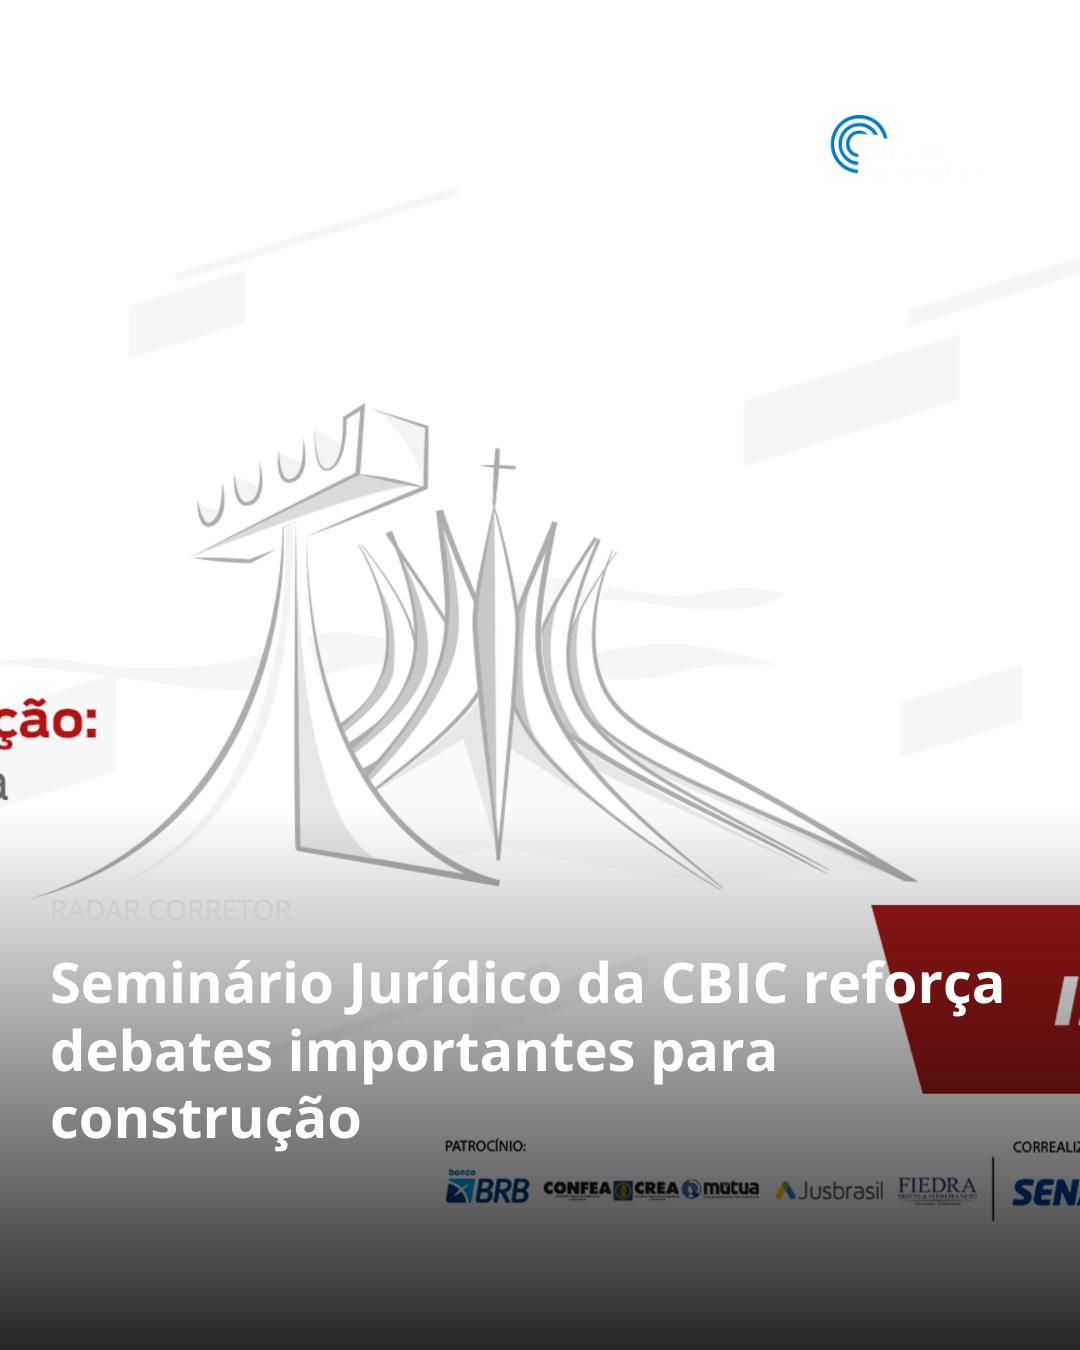 ção:
a
RADAR CORRETOR
Seminário Jurídico da CBIC reforça
debates importantes para
construção
PATROCÍNIO:
CORREALIZ
banco
BRB
CONFEA CREA mútua
Jusbrasil
FIEDRA
SEN